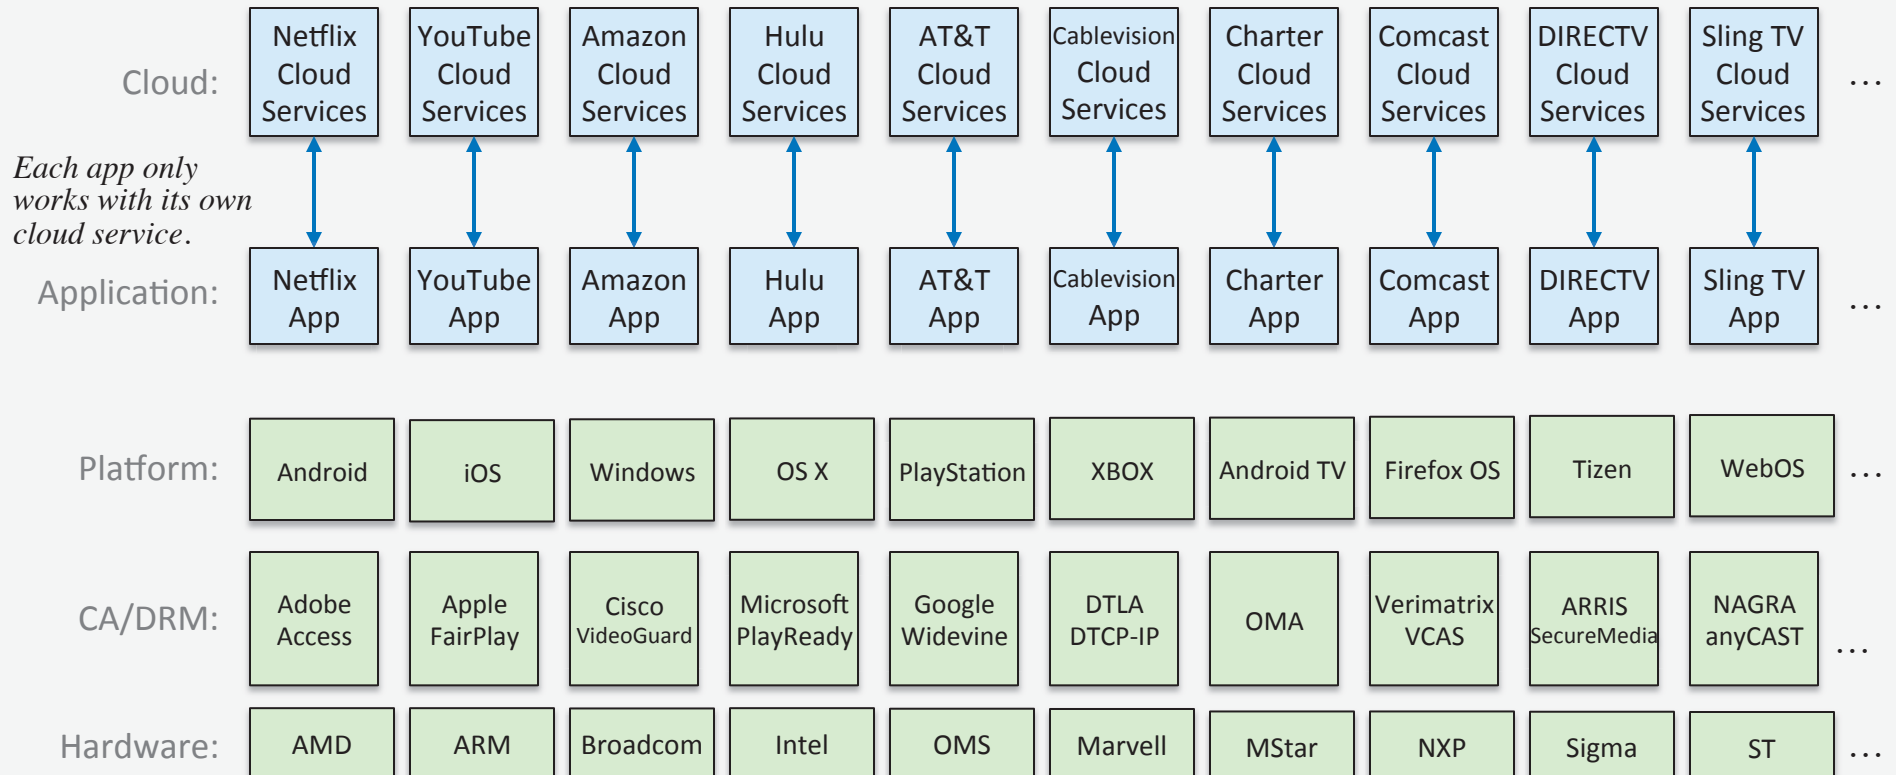 Cloud:
Netflix
Cloud
Services
YouTube
Cloud
Services
Amazon
Cloud
Services
Hulu
Cloud
Services
AT&T
Cloud
Services
Cablevision
Cloud
Services
Charter
Cloud
Services
Comcast
Cloud
Services
DIRECTV
Cloud
Services
Sling TV
Cloud
Services
...
Each app only
works with its own
cloud service.
Application:
Netflix
App
YouTube
App
Amazon
App
Hulu
App
AT&T
App
Cablevision
App
Charter
App
Comcast
App
DIRECTV
App
Sling TV
App
...
Platform:
Android
iOS
Windows
OS X
PlayStation
XBOX
Android TV
Firefox OS
Tizen
WebOS
...
CA/DRM:
Adobe
Access
Apple
FairPlay
Cisco
VideoGuard
Microsoft
PlayReady
Google
Widevine
DTLA
DTCP-IP
OMA
Verimatrix
VCAS
ARRIS
SecureMedia
NAGRA
anyCAST
...
Hardware:
AMD
ARM
Broadcom
Intel
OMS
Marvell
MStar
NXP
Sigma
ST
...